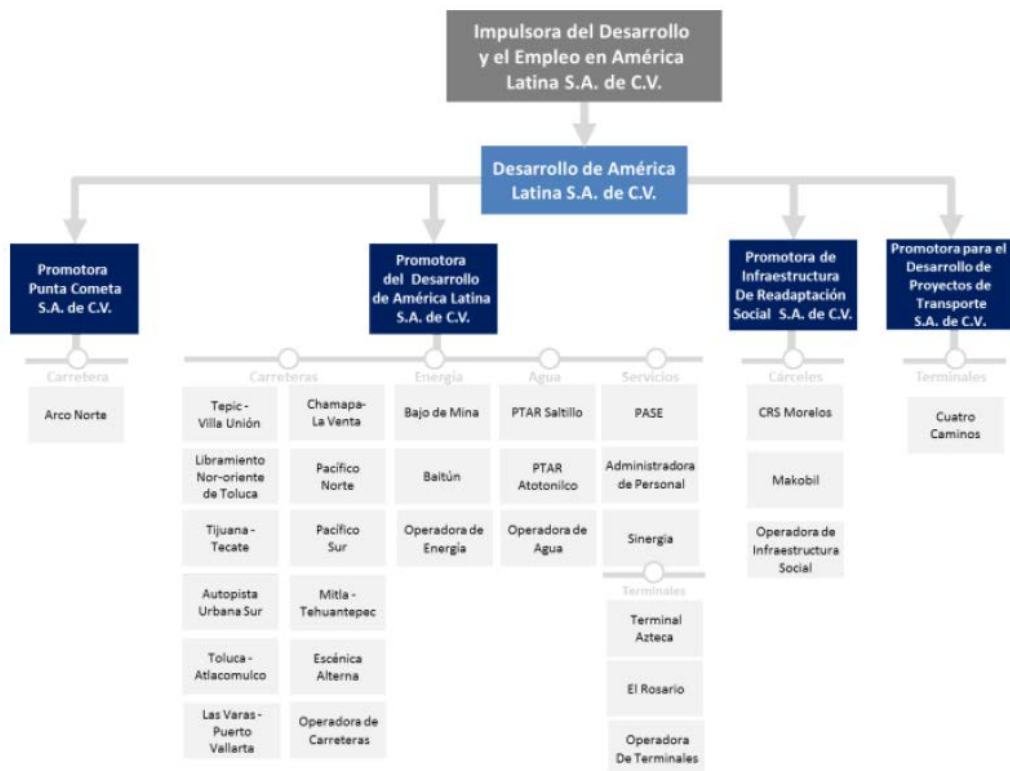 Impulsora del Desarrollo
y el Empleo en América
Latina S.A. de C.V.
Desarrollo de América
Latina S.A. de C.V.
Promotora
Punta Cometa
S.A. de C.V.
Promotora
del Desarrollo
de América Latina
S.A. de C.V.
Promotora de
Infraestructura
De Readaptación
Social S.A. de C.V.
Promotora para el
Desarrollo de
Proyectos de
Transporte
S.A. de C.V.
Carretera
Arco Norte
Carreteras
Tepic -
Villa Unión
Libramiento
Nor-oriente
de Toluca
Tijuana -
Tecate
Autopista
Urbana Sur
Toluca -
Atlacomulco
Las Varas -
Puerto
Vallarta
Chamapa-
La Venta
Pacífico
Norte
Pacífico
Sur
Mitla -
Tehuantepec
Escénica
Alterna
Operadora de
Carreteras
Energía
Bajo de Mina
Baitún
Operadora de
Energía
Agua
PTAR Saltillo
PTAR
Atotonilco
Operadora de
Agua
Servicios
PASE
Administradora
de Personal
Sinergia
Terminales
Terminal
Azteca
El Rosario
Operadora
De Terminales
Cárceles
CRS Morelos
Makobil
Operadora de
Infraestructura
Social
Terminales
Cuatro
Caminos